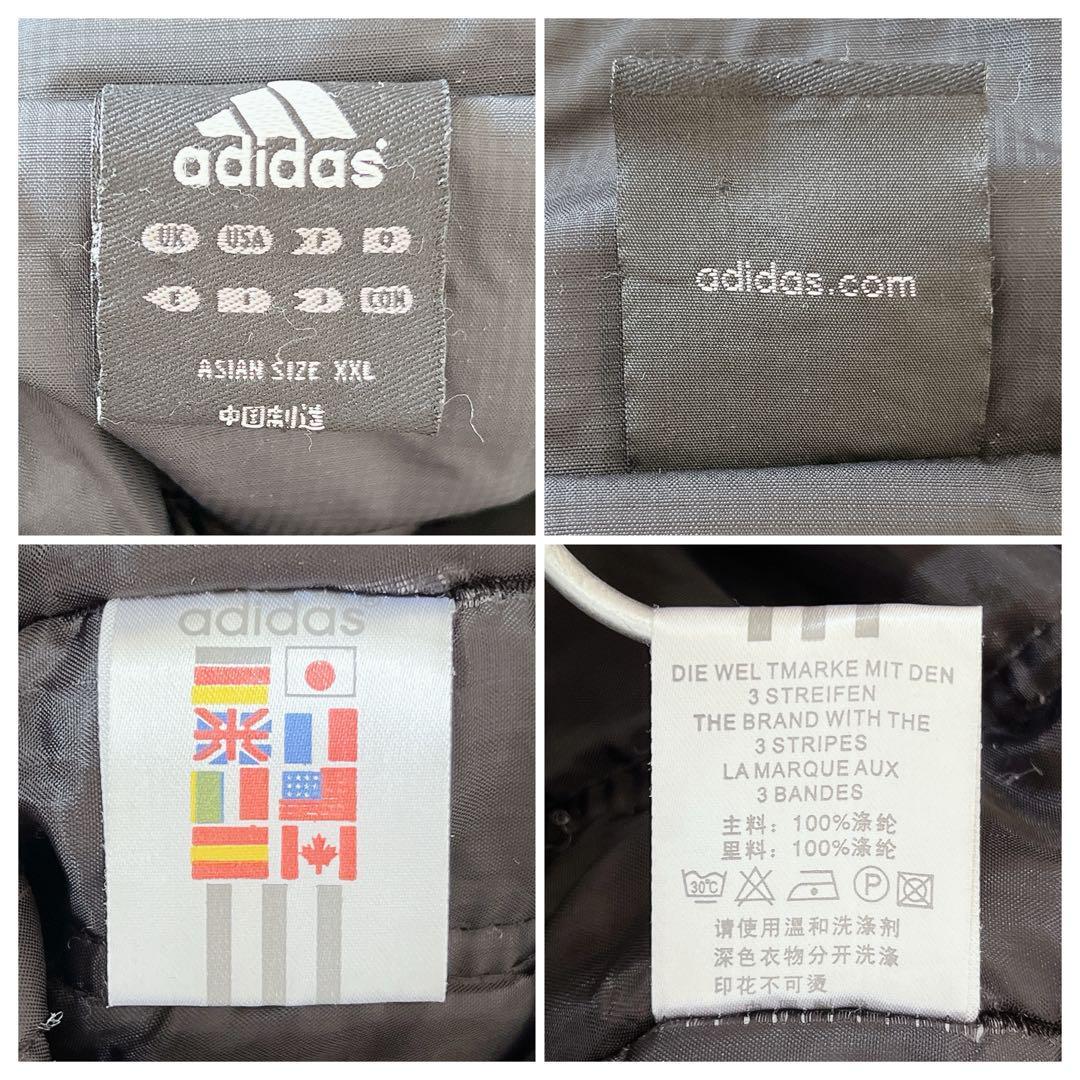 adidas
UK USA F O
F I J CON
ASIAN SIZE XXL
中国制造
adidas.com
adidas
DIE WEL TMARKE MIT DEN
3 STREIFEN
THE BRAND WITH THE
3 STRIPES
LA MARQUE AUX
3 BANDES
主料：100%涤纶
里料：100%涤纶
30℃ P
请使用温和洗涤剂
深色衣物分开洗涤
印花不可烫